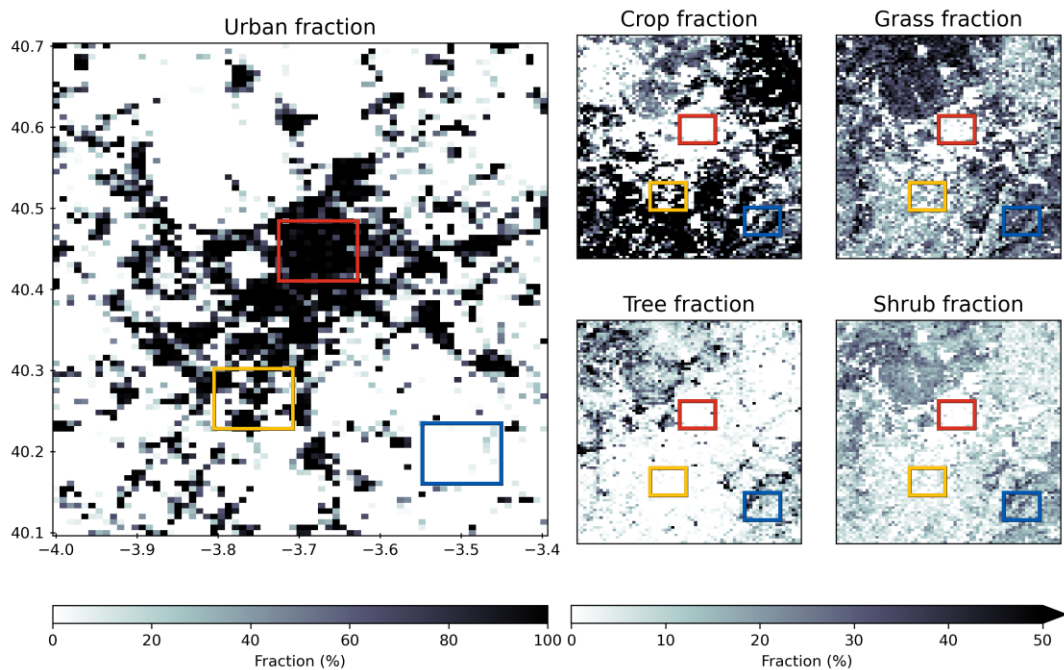 Urban fraction
Crop fraction
Grass fraction
40.7
40.6
40.5
40.4
40.3
40.2
40.1
−4.0 −3.9 −3.8 −3.7 −3.6 −3.5 −3.4
Tree fraction
Shrub fraction
0 20 40 60 80 100
Fraction (%)
0 10 20 30 40 50
Fraction (%)